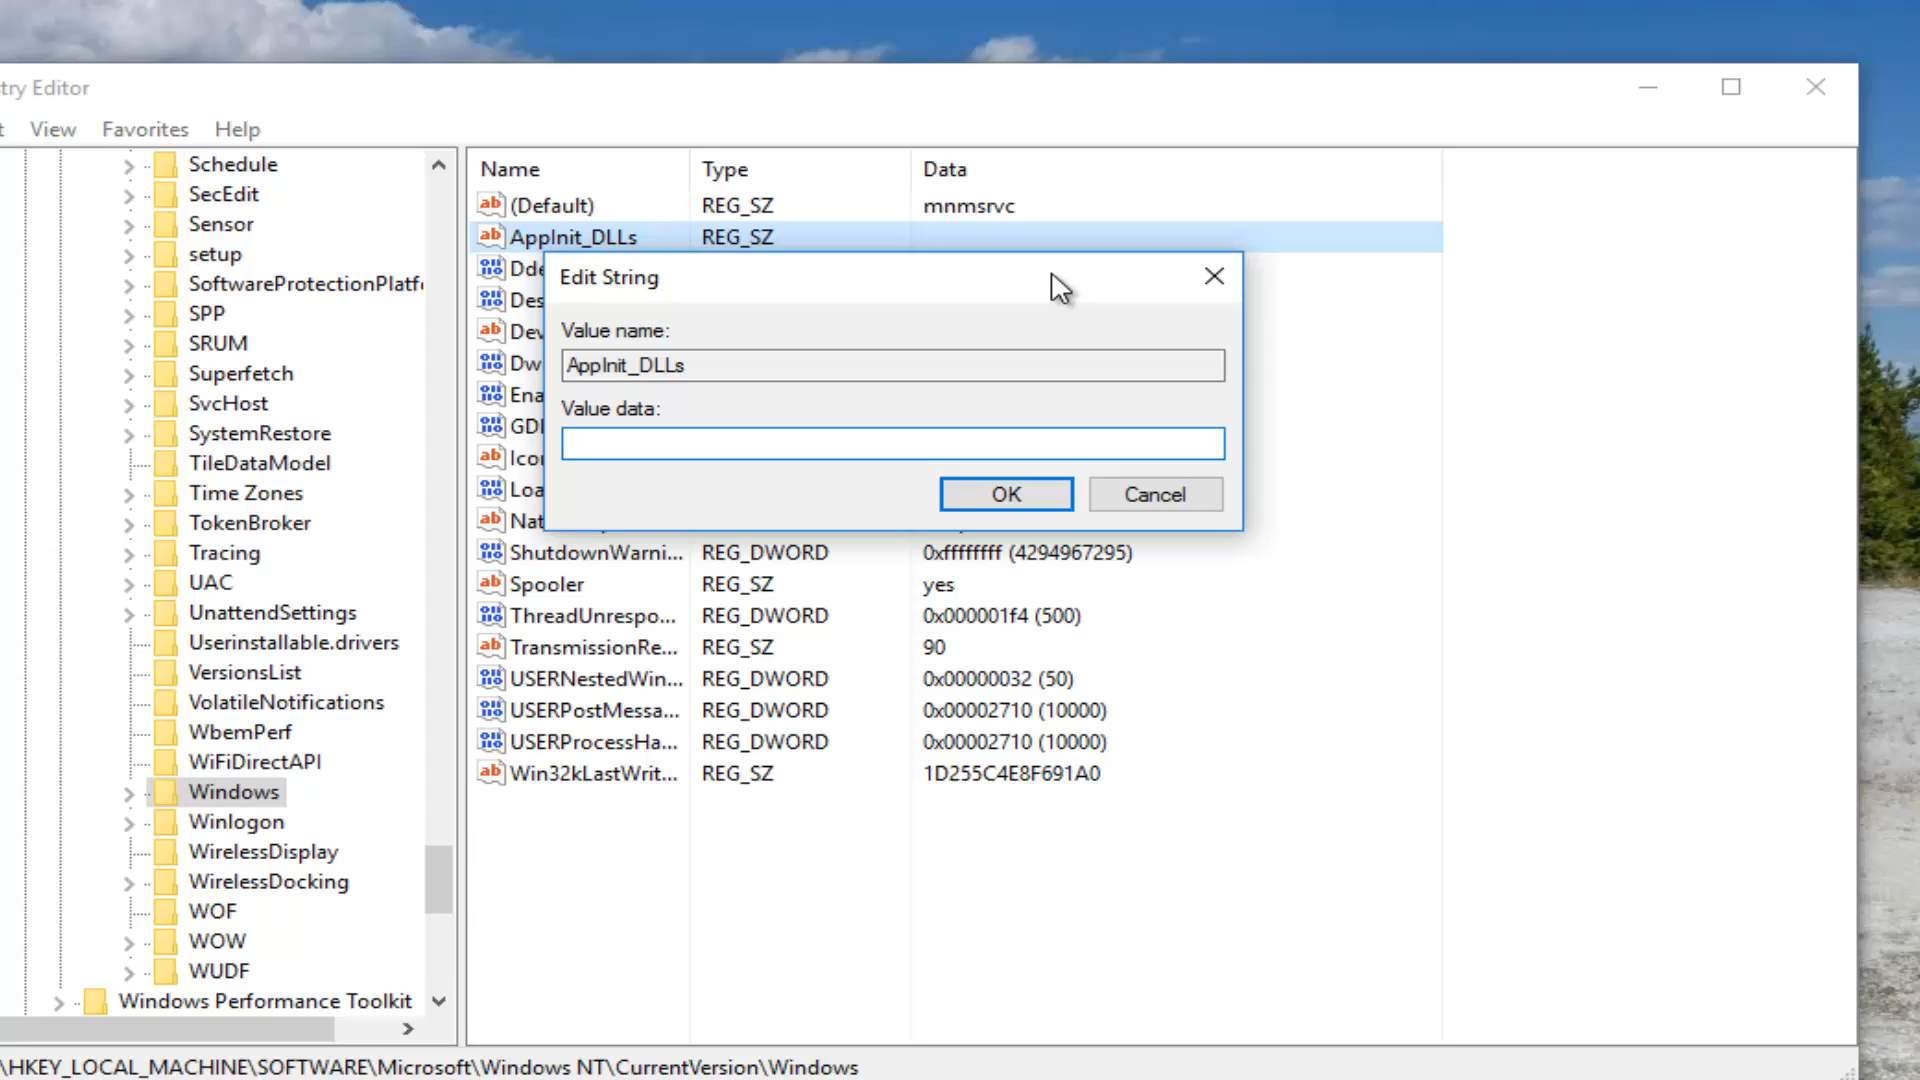 try Editor
t View Favorites Help
Schedule
SecEdit
Sensor
setup
SoftwareProtectionPlatf
SPP
SRUM
Superfetch
SvcHost
SystemRestore
TileDataModel
Time Zones
TokenBroker
Tracing
UAC
UnattendSettings
Userinstallable.drivers
VersionsList
VolatileNotifications
WbemPerf
WiFiDirectAPI
Windows
Winlogon
WirelessDisplay
WirelessDocking
WOF
WOW
WUDF
Windows Performance Toolkit
Name Type Data
(Default) REG_SZ mnmsrvc
AppInit_DLLs REG_SZ
Dde
Des
Dev
Dw
Ena
GDI
Ico
Loa
Nat
Edit String
Value name:
AppInit_DLLs
Value data:
OK Cancel
ShutdownWarni... REG_DWORD 0xffffffff (4294967295)
Spooler REG_SZ yes
ThreadUnrespo... REG_DWORD 0x000001f4 (500)
TransmissionRe... REG_SZ 90
USERNestedWin... REG_DWORD 0x00000032 (50)
USERPostMessa... REG_DWORD 0x00002710 (10000)
USERProcessHa... REG_DWORD 0x00002710 (10000)
Win32kLastWrit... REG_SZ 1D255C4E8F691A0
\HKEY_LOCAL_MACHINE\SOFTWARE\Microsoft\Windows NT\CurrentVersion\Windows